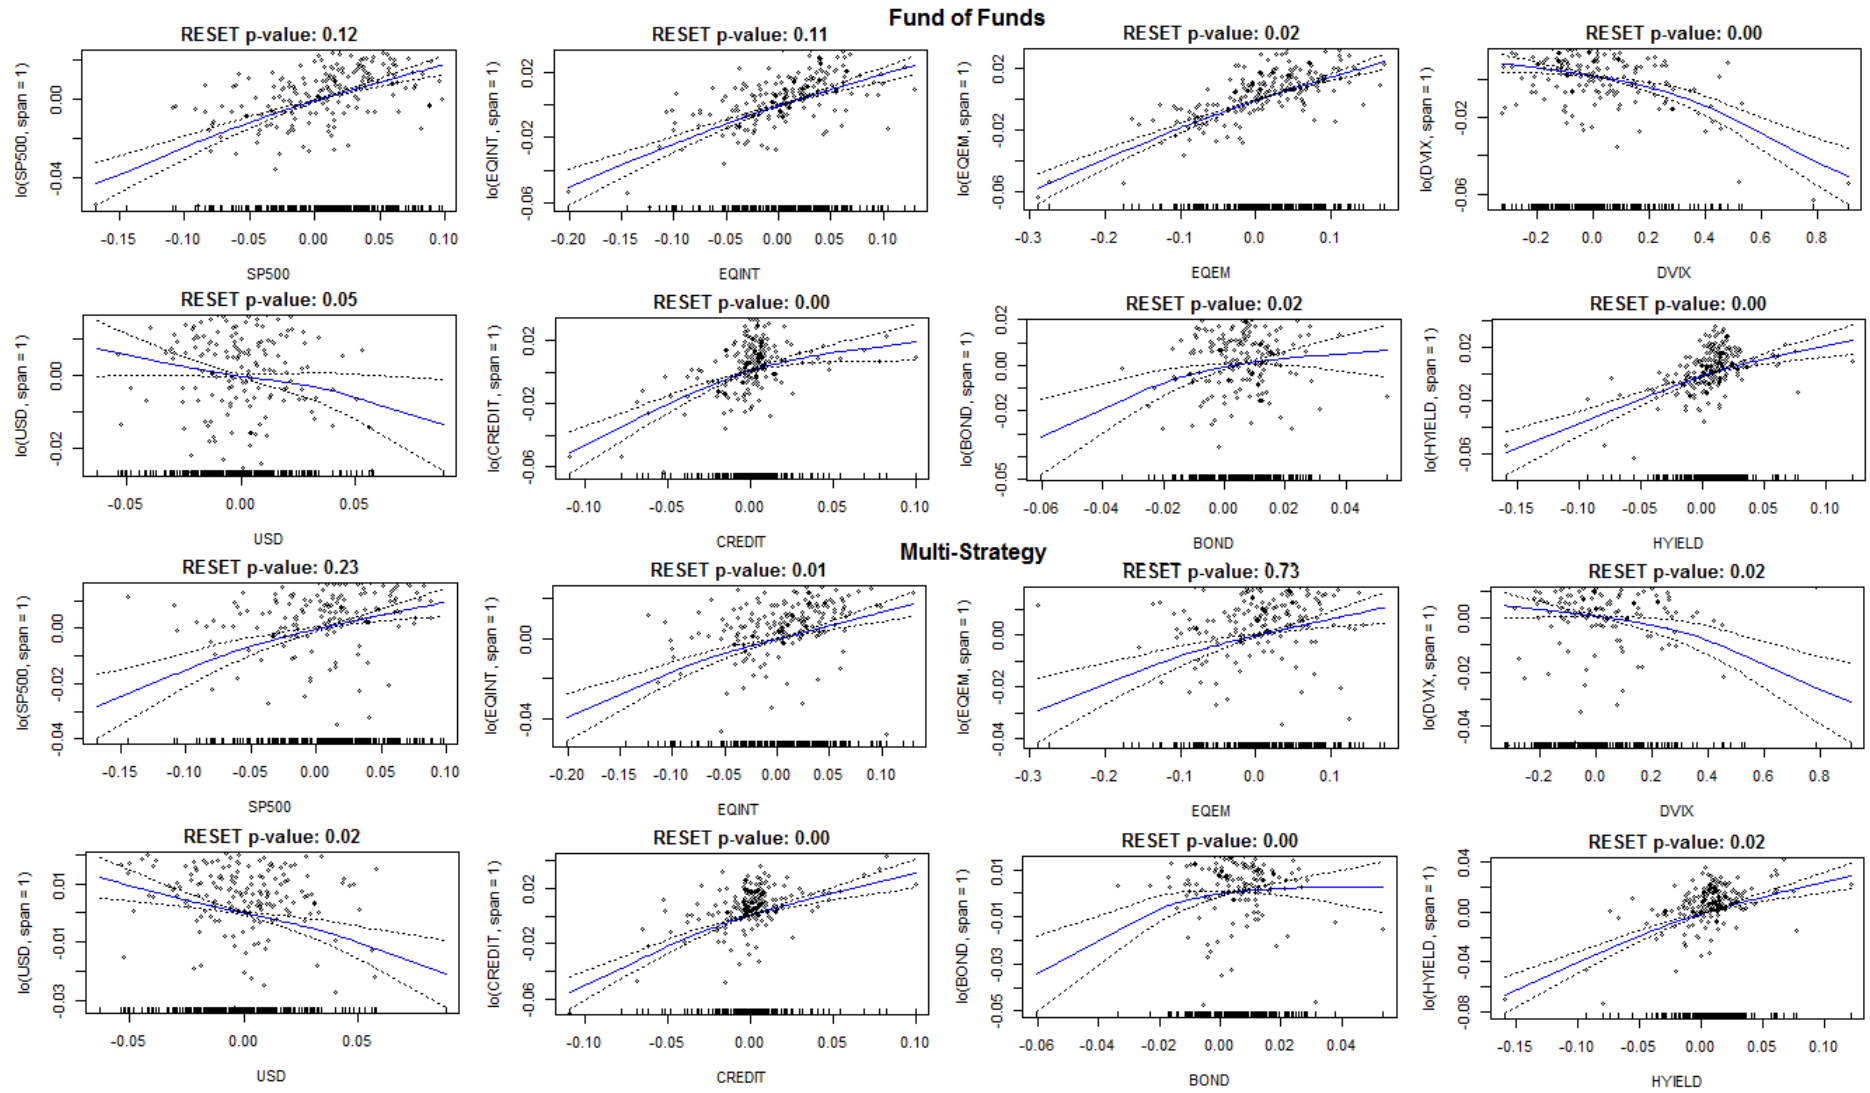 Fund of Funds
RESET p-value: 0.12
RESET p-value: 0.11
RESET p-value: 0.02
RESET p-value: 0.00
lo(SP500, span = 1)
0.00
-0.04
-0.15 -0.10 -0.05 0.00 0.05 0.10
SP500
lo(EQINT, span = 1)
0.02
-0.02
-0.06
-0.20 -0.15 -0.10 -0.05 0.00 0.05 0.10
EQINT
lo(EQEM, span = 1)
0.02
-0.02
-0.06
-0.3 -0.2 -0.1 0.0 0.1
EQEM
lo(DVIX, span = 1)
-0.02
-0.06
-0.2 0.0 0.2 0.4 0.6 0.8
DVIX
RESET p-value: 0.05
RESET p-value: 0.00
RESET p-value: 0.02
RESET p-value: 0.00
lo(USD, span = 1)
0.00
-0.02
-0.05 0.00 0.05
USD
lo(CREDIT, span = 1)
0.02
-0.02
-0.06
-0.10 -0.05 0.00 0.05 0.10
CREDIT
lo(BOND, span = 1)
0.02
0.00
-0.02
-0.05
-0.06 -0.04 -0.02 0.00 0.02 0.04
BOND
lo(HYIELD, span = 1)
0.02
-0.02
-0.06
-0.15 -0.10 -0.05 0.00 0.05 0.10
HYIELD
Multi-Strategy
RESET p-value: 0.23
RESET p-value: 0.01
RESET p-value: 0.73
RESET p-value: 0.02
lo(SP500, span = 1)
0.00
-0.02
-0.04
-0.15 -0.10 -0.05 0.00 0.05 0.10
SP500
lo(EQINT, span = 1)
0.00
-0.04
-0.20 -0.15 -0.10 -0.05 0.00 0.05 0.10
EQINT
lo(EQEM, span = 1)
0.00
-0.02
-0.04
-0.3 -0.2 -0.1 0.0 0.1
EQEM
lo(DVIX, span = 1)
0.00
-0.02
-0.04
-0.2 0.0 0.2 0.4 0.6 0.8
DVIX
RESET p-value: 0.02
RESET p-value: 0.00
RESET p-value: 0.00
RESET p-value: 0.02
lo(USD, span = 1)
0.01
-0.01
-0.03
-0.05 0.00 0.05
USD
lo(CREDIT, span = 1)
0.02
-0.02
-0.06
-0.10 -0.05 0.00 0.05 0.10
CREDIT
lo(BOND, span = 1)
0.01
-0.01
-0.03
-0.05
-0.06 -0.04 -0.02 0.00 0.02 0.04
BOND
lo(HYIELD, span = 1)
0.04
0.00
-0.04
-0.08
-0.15 -0.10 -0.05 0.00 0.05 0.10
HYIELD